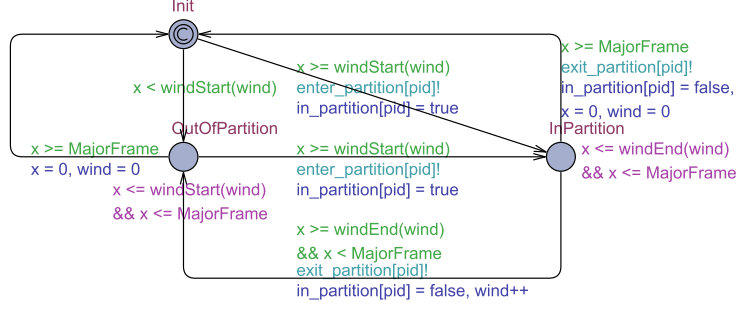 Init
x >= MajorFrame
exit_partition[pid]!
in_partition[pid] = false,
x = 0, wind = 0
x >= windStart(wind)
enter_partition[pid]!
in_partition[pid] = true
x < windStart(wind)
OutOfPartition
InPartition
x >= MajorFrame
x = 0, wind = 0
x >= windStart(wind)
enter_partition[pid]!
in_partition[pid] = true
x <= windEnd(wind)
&& x <= MajorFrame
x <= windStart(wind)
&& x <= MajorFrame
x >= windEnd(wind)
&& x < MajorFrame
exit_partition[pid]!
in_partition[pid] = false, wind++
C